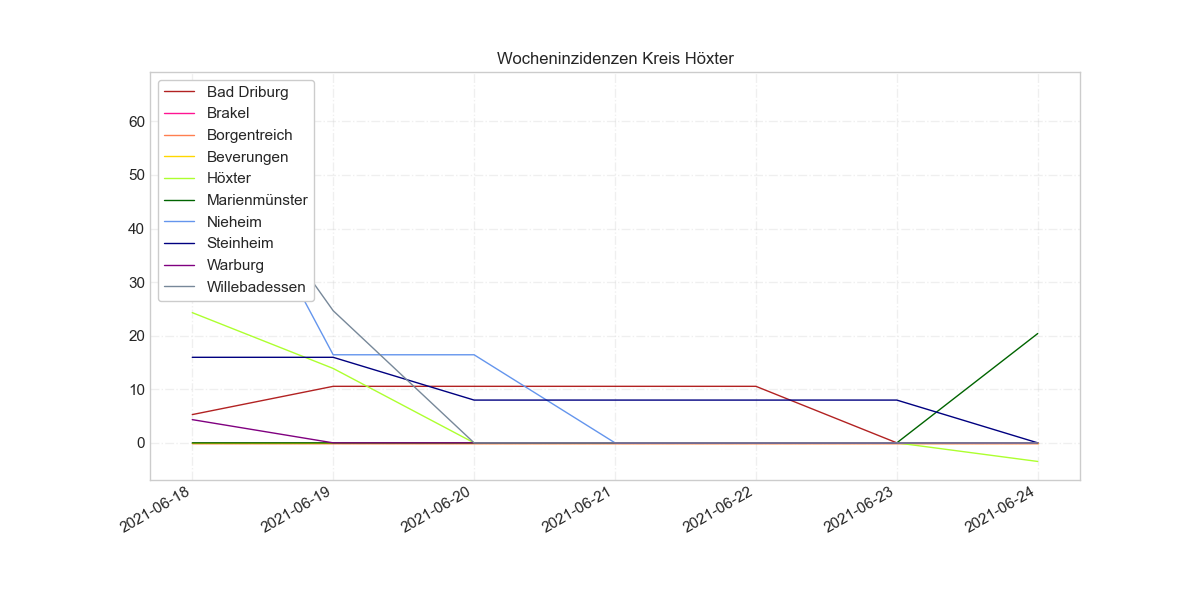 Wocheninzidenzen Kreis Höxter
Bad Driburg
Brakel
Borgentreich
Beverungen
Höxter
Marienmünster
Nieheim
Steinheim
Warburg
Willebadessen
60
50
40
30
20
10
0
2021-06-18
2021-06-19
2021-06-20
2021-06-21
2021-06-22
2021-06-23
2021-06-24